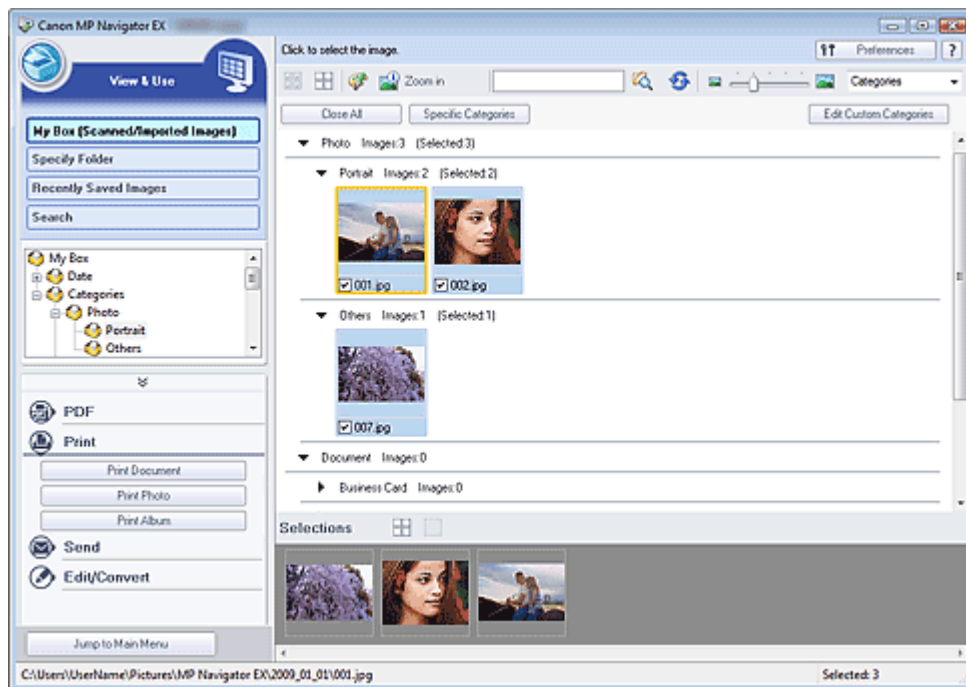 Canon MP Navigator EX
View & Use
My Box (Scanned/Imported Images)
Specify Folder
Recently Saved Images
Search
My Box
Date
Categories
Photo
Portrait
Others
PDF
Print
Print Document
Print Photo
Print Album
Send
Edit/Convert
Jump to Main Menu
Click to select the image.
Preferences
?
Zoom in
Categories
Close All
Specific Categories
Edit Custom Categories
Photo Images:3 (Selected:3)
Portrait Images:2 (Selected:2)
001.jpg
002.jpg
Others Images:1 (Selected:1)
007.jpg
Document Images:0
Business Card Images:0
Selections
C:\Users\UserName\Pictures\MP Navigator EX\2009_01_01\001.jpg
Selected: 3